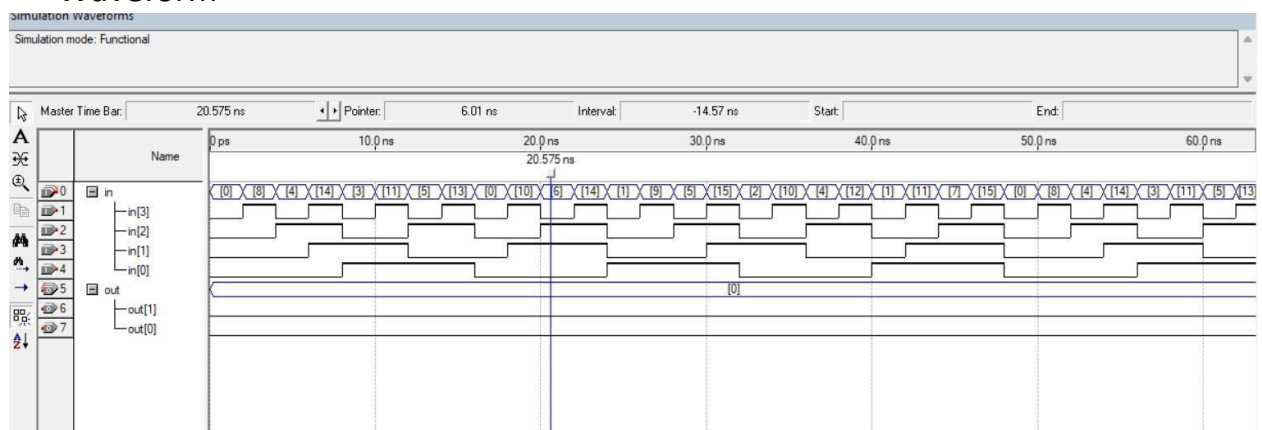 Simulation Waveforms
Simulation mode: Functional
Master Time Bar: 20.575 ns Pointer: 6.01 ns Interval: -14.57 ns Start: End:
Name
0 ps 10.0 ns 20.0 ns 30.0 ns 40.0 ns 50.0 ns 60.0 ns
20.575 ns
0 in [0] [8] [4] [14] [3] [11] [5] [13] [0] [10] [6] [14] [1] [9] [5] [15] [2] [10] [4] [12] [1] [11] [7] [15] [0] [8] [4] [14] [3] [11] [5] [13]
1 in[3]
2 in[2]
3 in[1]
4 in[0]
5 out [0]
6 out[1]
7 out[0]